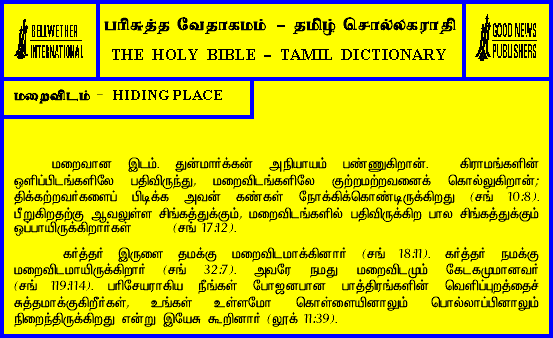 BELLWETHER
INTERNATIONAL
பரிசுத்த வேதாகமம் - தமிழ் சொல்லகராதி
THE HOLY BIBLE - TAMIL DICTIONARY
GOOD NEWS
PUBLISHERS
மறைவிடம் - HIDING PLACE
மறைவான இடம். துன்மார்க்கன் அநியாயம் பண்ணுகிறான். கிராமங்களின்
ஒளிப்பிடங்களிலே பதிவிருந்து, மறைவிடங்களிலே குற்றமற்றவனைக் கொல்லுகிறான்;
திக்கற்றவர்களைப் பிடிக்க அவன் கண்கள் நோக்கிக்கொண்டிருக்கிறது (சங் 10:8).
பீறுகிறதற்கு ஆவலுள்ள சிங்கத்துக்கும், மறைவிடங்களில் பதிவிருக்கிற பால சிங்கத்துக்கும்
ஒப்பாயிருக்கிறார்கள் (சங் 17:12).
கர்த்தர் இருளை தமக்கு மறைவிடமாக்கினார் (சங் 18:11). கர்த்தர் நமக்கு
மறைவிடமாயிருக்கிறார் (சங் 32:7). அவரே நமது மறைவிடமும் கேடகமுமானவர்
(சங் 119:114). பரிசேயராகிய நீங்கள் போஜனபான பாத்திரங்களின் வெளிப்புறத்தைச்
சுத்தமாக்குகிறீர்கள், உங்கள் உள்ளமோ கொள்ளையினாலும் பொல்லாப்பினாலும்
நிறைந்திருக்கிறது என்று இயேசு கூறினார் (லூக் 11:39).